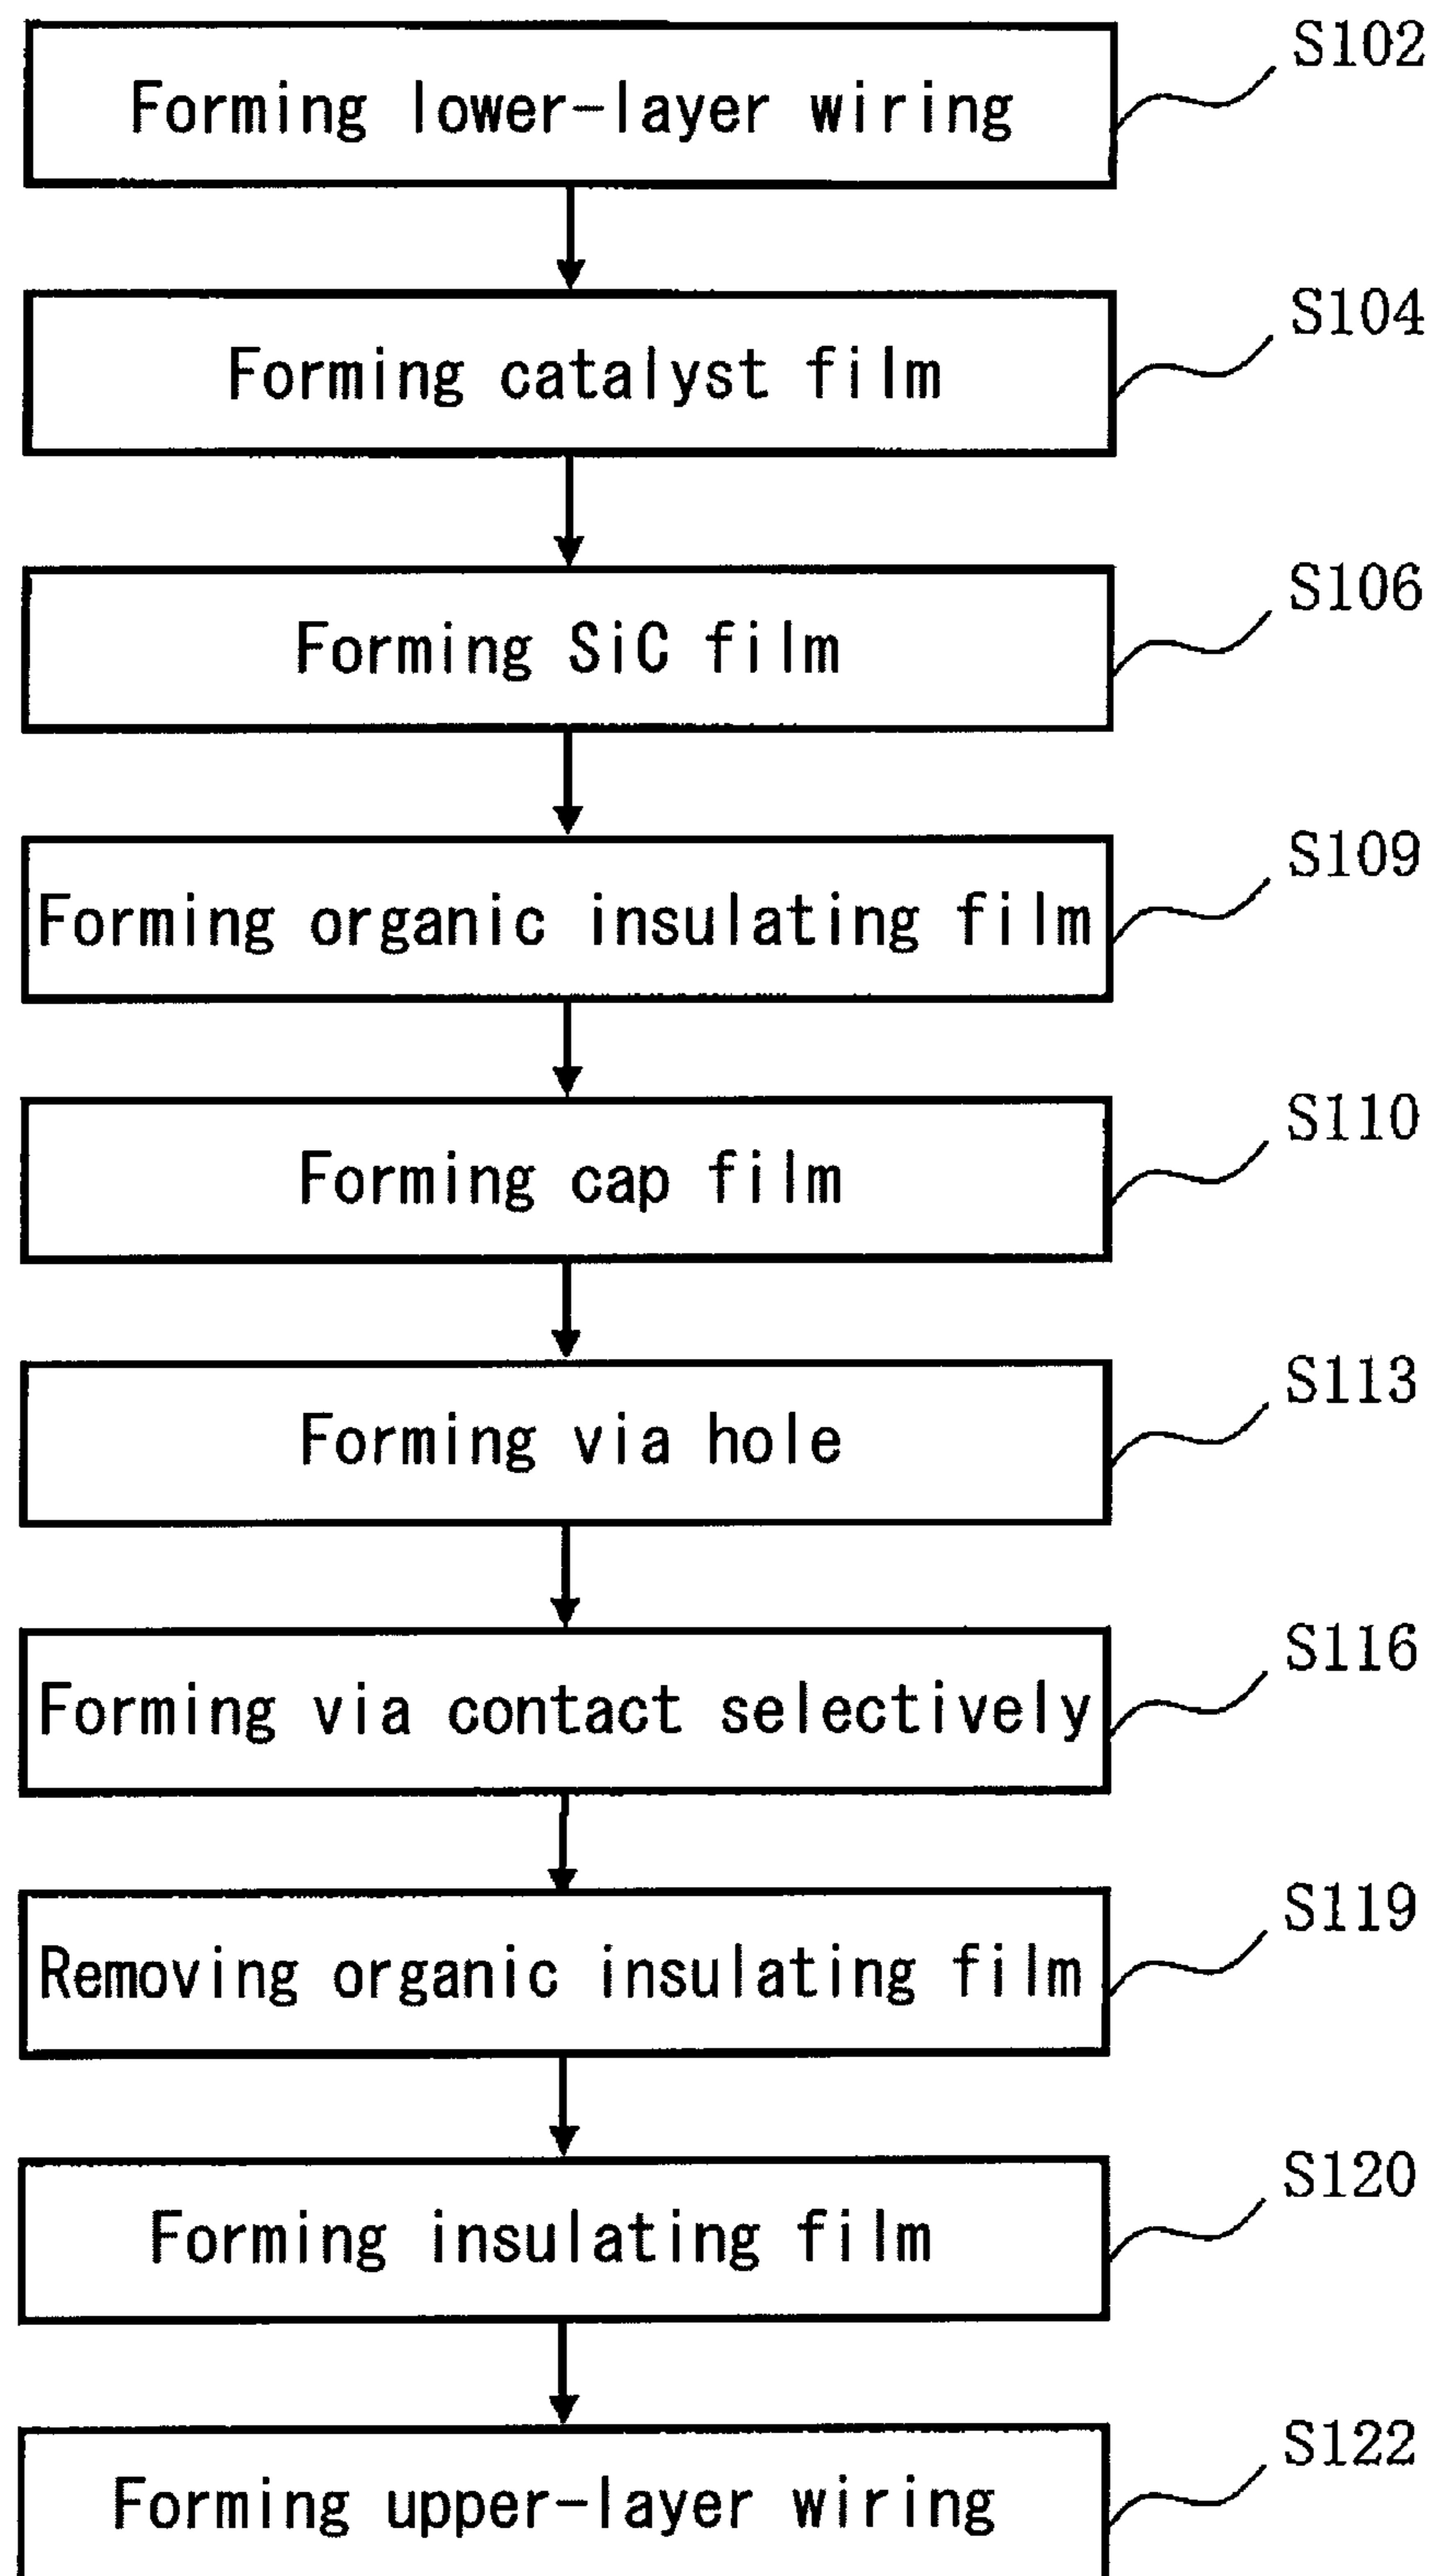 S102
Forming lower-layer wiring
S104
Forming catalyst film
S106
Forming SiC film
S109
Forming organic insulating film
S110
Forming cap film
S113
Forming via hole
S116
Forming via contact selectively
S119
Removing organic insulating film
S120
Forming insulating film
S122
Forming upper-layer wiring